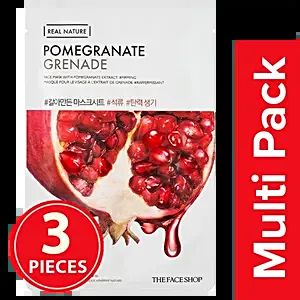 REAL NATURE
POMEGRANATE
GRENADE
FACE MASK WITH POMEGRANATE EXTRACT #FIRMING
MASQUE POUR LE VISAGE À L'EXTRAIT DE GRENADE #RAFFERMISSANT
#갈아만든마스크시트 #석류 #탄력생기
3
PIECES
THE FACE SHOP
Multi Pack